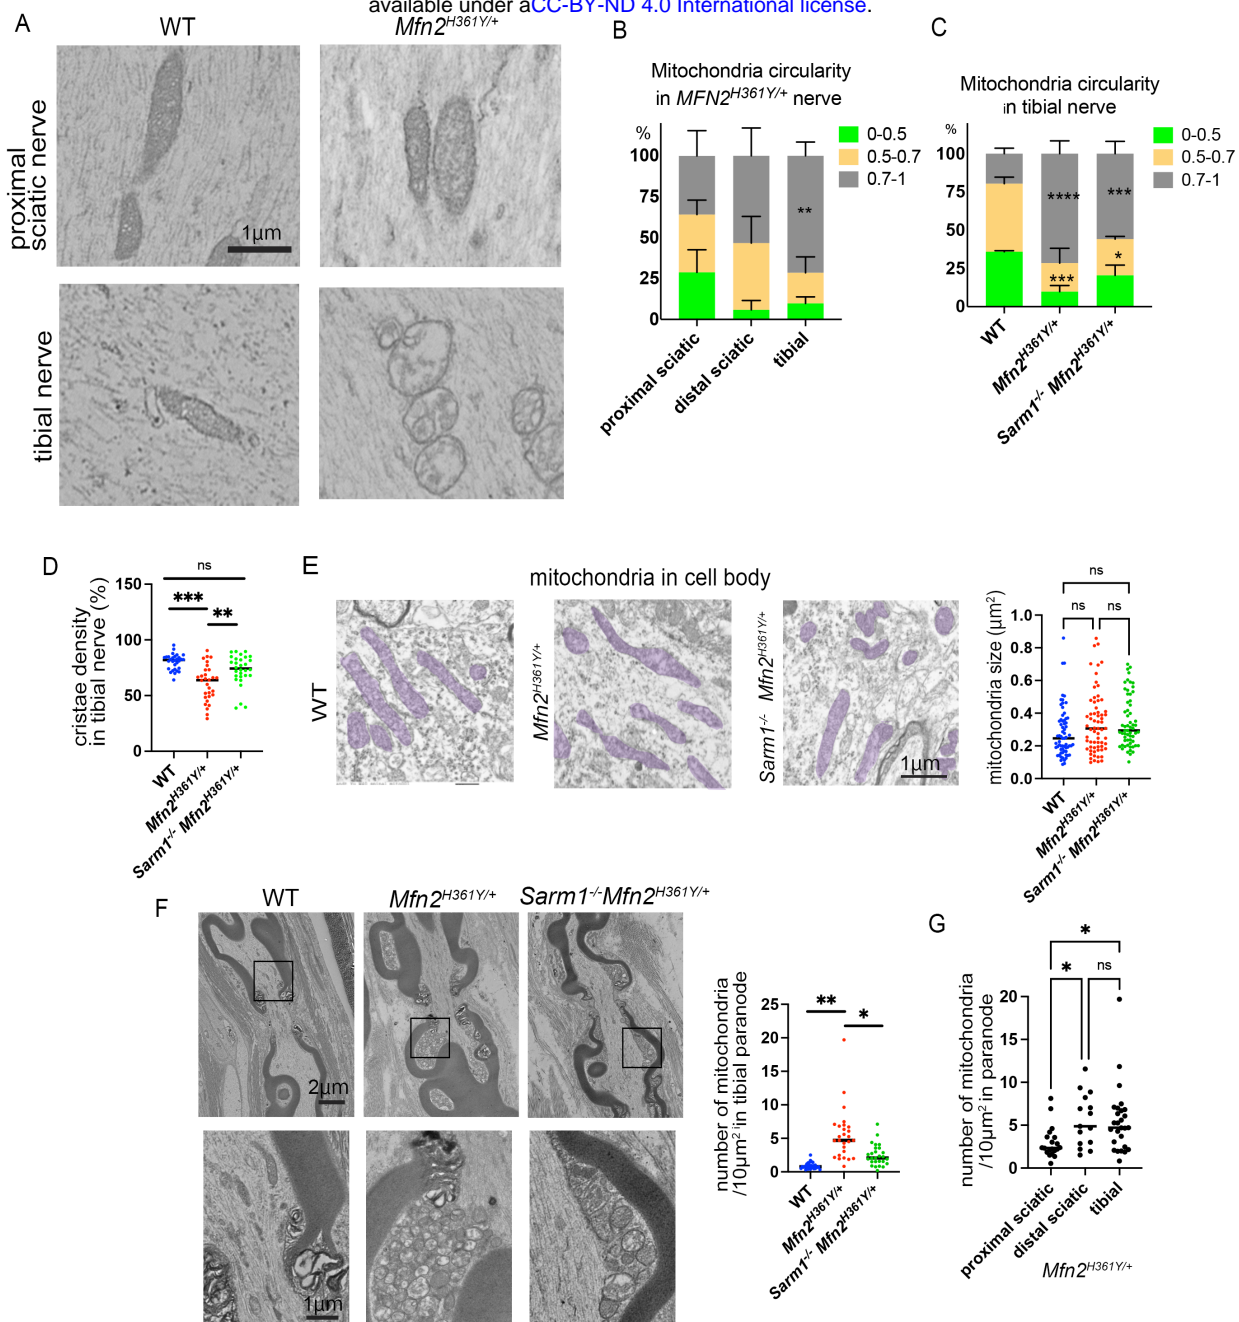 available under aCC-BY-ND 4.0 International license.
A
WT
Mfn2H361Y/+
proximal
sciatic nerve
1µm
tibial nerve
B
Mitochondria circularity
in MFN2H361Y/+ nerve
%
100
75
50
25
0
**
0-0.5
0.5-0.7
0.7-1
proximal sciatic
distal sciatic
tibial
C
Mitochondria circularity
in tibial nerve
%
100
75
50
25
0
****
***
***
*
0-0.5
0.5-0.7
0.7-1
WT
Mfn2H361Y/+
Sarm1-/- Mfn2H361Y/+
D
cristae density
in tibial nerve (%)
150
100
50
0
ns
***
**
WT
Mfn2H361Y/+
Sarm1-/- Mfn2H361Y/+
E
mitochondria in cell body
WT
Mfn2H361Y/+
Sarm1-/- Mfn2H361Y/+
1µm
mitochondria size (µm2)
1.0
0.8
0.6
0.4
0.2
0.0
ns
ns
ns
WT
Mfn2H361Y/+
Sarm1-/- Mfn2H361Y/+
F
WT
Mfn2H361Y/+
Sarm1-/-Mfn2H361Y/+
2µm
1µm
number of mitochondria
/10µm2 in tibial paranode
25
20
15
10
5
0
**
*
WT
Mfn2H361Y/+
Sarm1-/- Mfn2H361Y/+
G
number of mitochondria
/10µm2 in paranode
20
15
10
5
0
*
*
ns
proximal sciatic
distal sciatic
tibial
Mfn2H361Y/+